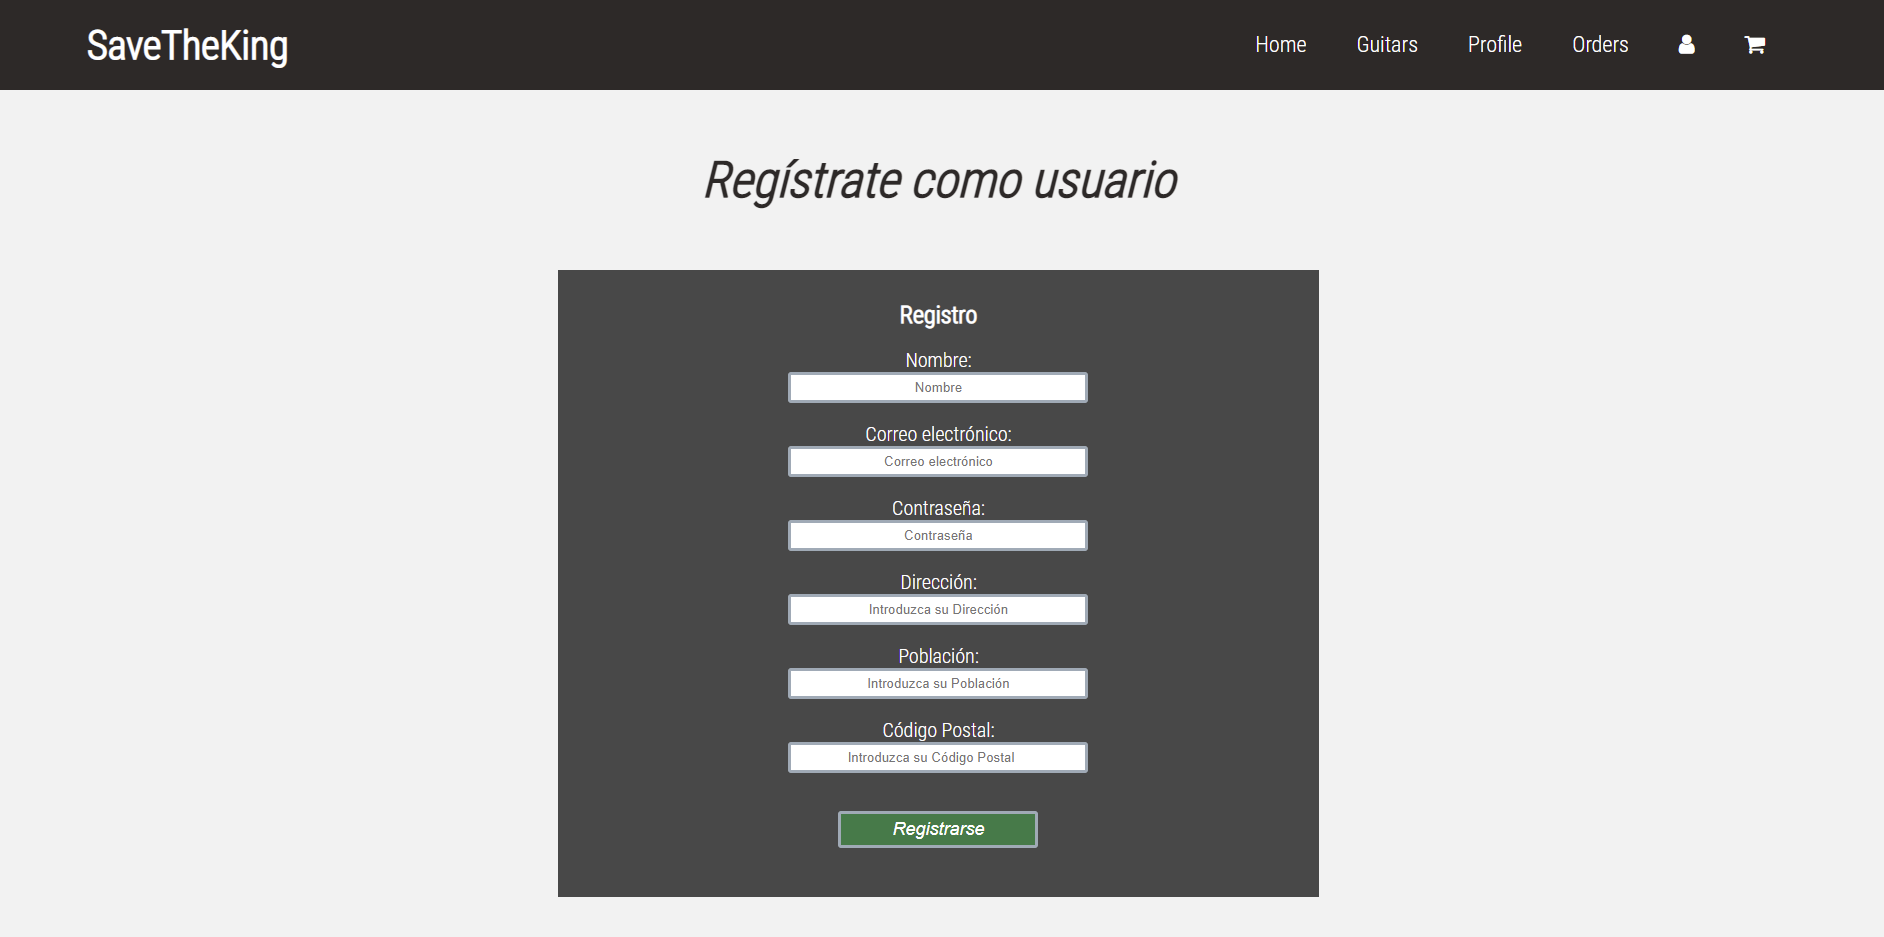 SaveTheKing
Home Guitars Profile Orders
Regístrate como usuario
Registro
Nombre:
Nombre
Correo electrónico:
Correo electrónico
Contraseña:
Contraseña
Dirección:
Introduzca su Dirección
Población:
Introduzca su Población
Código Postal:
Introduzca su Código Postal
Registrarse